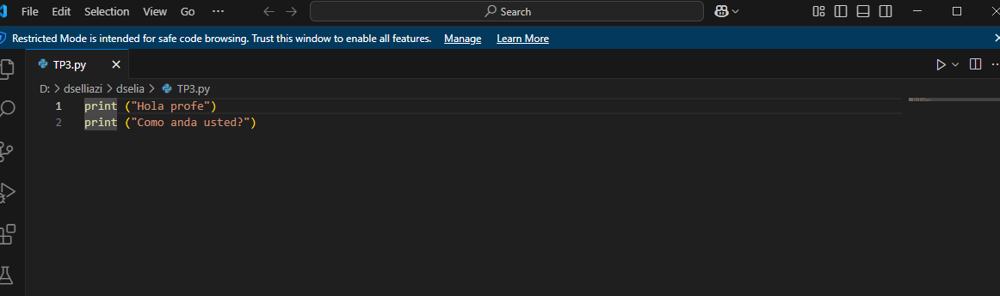 File Edit Selection View Go ··· Search
Restricted Mode is intended for safe code browsing. Trust this window to enable all features. Manage Learn More
TP3.py
D: > dselliazi > dselia > TP3.py
1 print ("Hola profe")
2 print ("Como anda usted?")